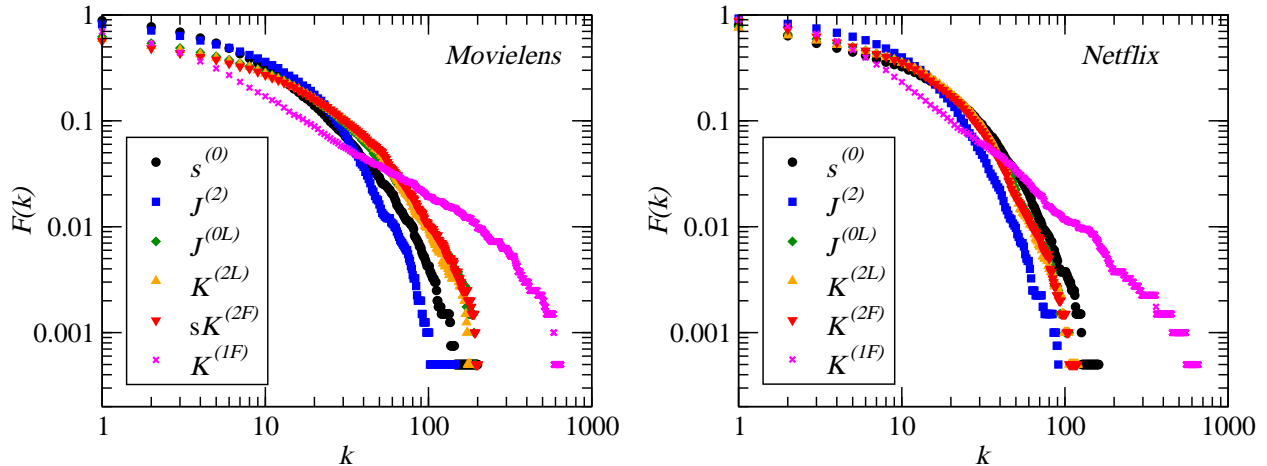 Movielens
F(k)
1
0.1
0.01
0.001
s^(0)
J^(2)
J^(0L)
K^(2L)
sK^(2F)
K^(1F)
1 10 100 1000
k
Netflix
F(k)
1
0.1
0.01
0.001
s^(0)
J^(2)
J^(0L)
K^(2L)
K^(2F)
K^(1F)
1 10 100 1000
k